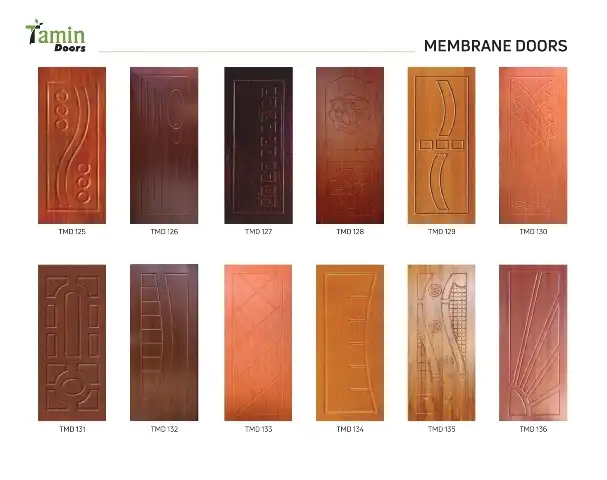 Tamin
Doors
MEMBRANE DOORS
TMD 125
TMD 126
TMD 127
TMD 128
TMD 129
TMD 130
TMD 131
TMD 132
TMD 133
TMD 134
TMD 135
TMD 136